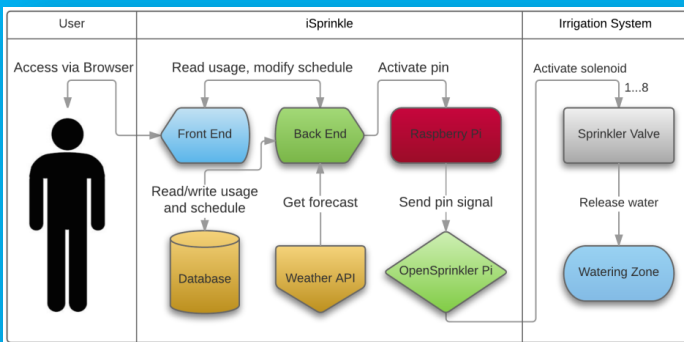 User
iSprinkle
Irrigation System
Access via Browser
Read usage, modify schedule
Activate pin
Activate solenoid
1...8
Front End
Back End
Raspberry Pi
Sprinkler Valve
Read/write usage
and schedule
Get forecast
Send pin signal
Release water
Database
Weather API
OpenSprinkler Pi
Watering Zone